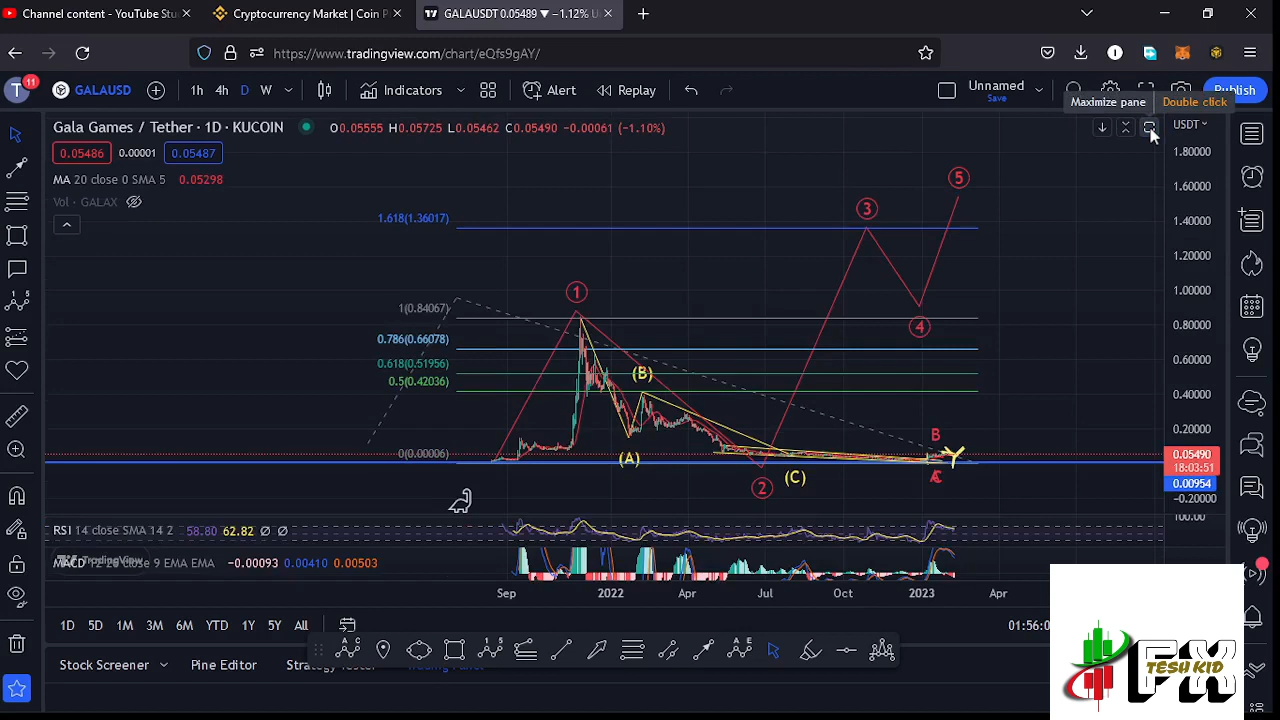 Channel content - YouTube Stu
Cryptocurrency Market | Coin P
GALAUSDT 0.05489 ▼ −1.12% U
https://www.tradingview.com/chart/eQfs9gAY/
T 11
GALAUSD
1h 4h D W
Indicators
Alert
Replay
Unnamed
Save
Publish
Maximize pane Double click
Gala Games / Tether · 1D · KUCOIN
O0.05555 H0.05725 L0.05462 C0.05490 −0.00061 (−1.10%)
USDT
0.05486 0.00001 0.05487
MA 20 close 0 SMA 5 0.05298
Vol · GALAX
1.80000
1.60000
1.40000
1.20000
1.00000
0.80000
0.60000
0.40000
0.20000
0.05490
18:03:51
0.00954
−0.20000
100.00
1.618(1.36017)
1(0.84067)
0.786(0.66078)
0.618(0.51956)
0.5(0.42036)
0(0.00006)
1
2
3
4
5
(A)
(B)
(C)
B
RSI 14 close SMA 14 2 58.80 62.82 Ø Ø
TradingView
9 EMA EMA −0.00093 0.00410 0.00503
Sep 2022 Apr Jul Oct 2023 Apr
1D 5D 1M 3M 6M YTD 1Y 5Y All
01:56:0
Stock Screener Pine Editor
FX
TESH KID